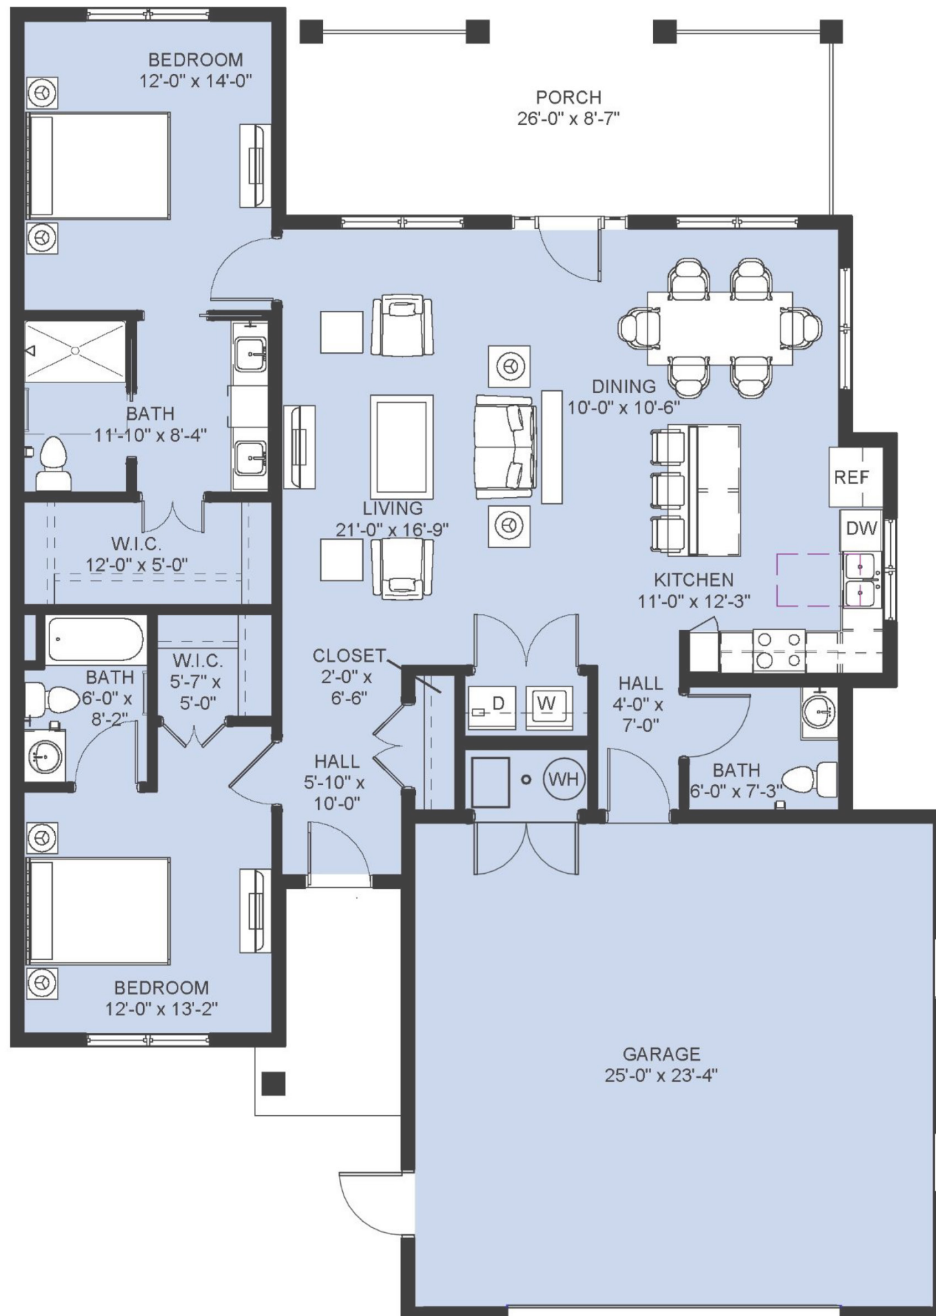 BEDROOM
12'-0" x 14'-0"
PORCH
26'-0" x 8'-7"
DINING
10'-0" x 10'-6"
BATH
11'-10" x 8'-4"
REF
DW
LIVING
21'-0" x 16'-9"
W.I.C.
12'-0" x 5'-0"
KITCHEN
11'-0" x 12'-3"
CLOSET
2'-0" x
6'-6"
W.I.C.
5'-7" x
5'-0"
BATH
6'-0" x
8'-2"
HALL
4'-0" x
7'-0"
D
W
HALL
5'-10" x
10'-0"
WH
BATH
6'-0" x 7'-3"
BEDROOM
12'-0" x 13'-2"
GARAGE
25'-0" x 23'-4"